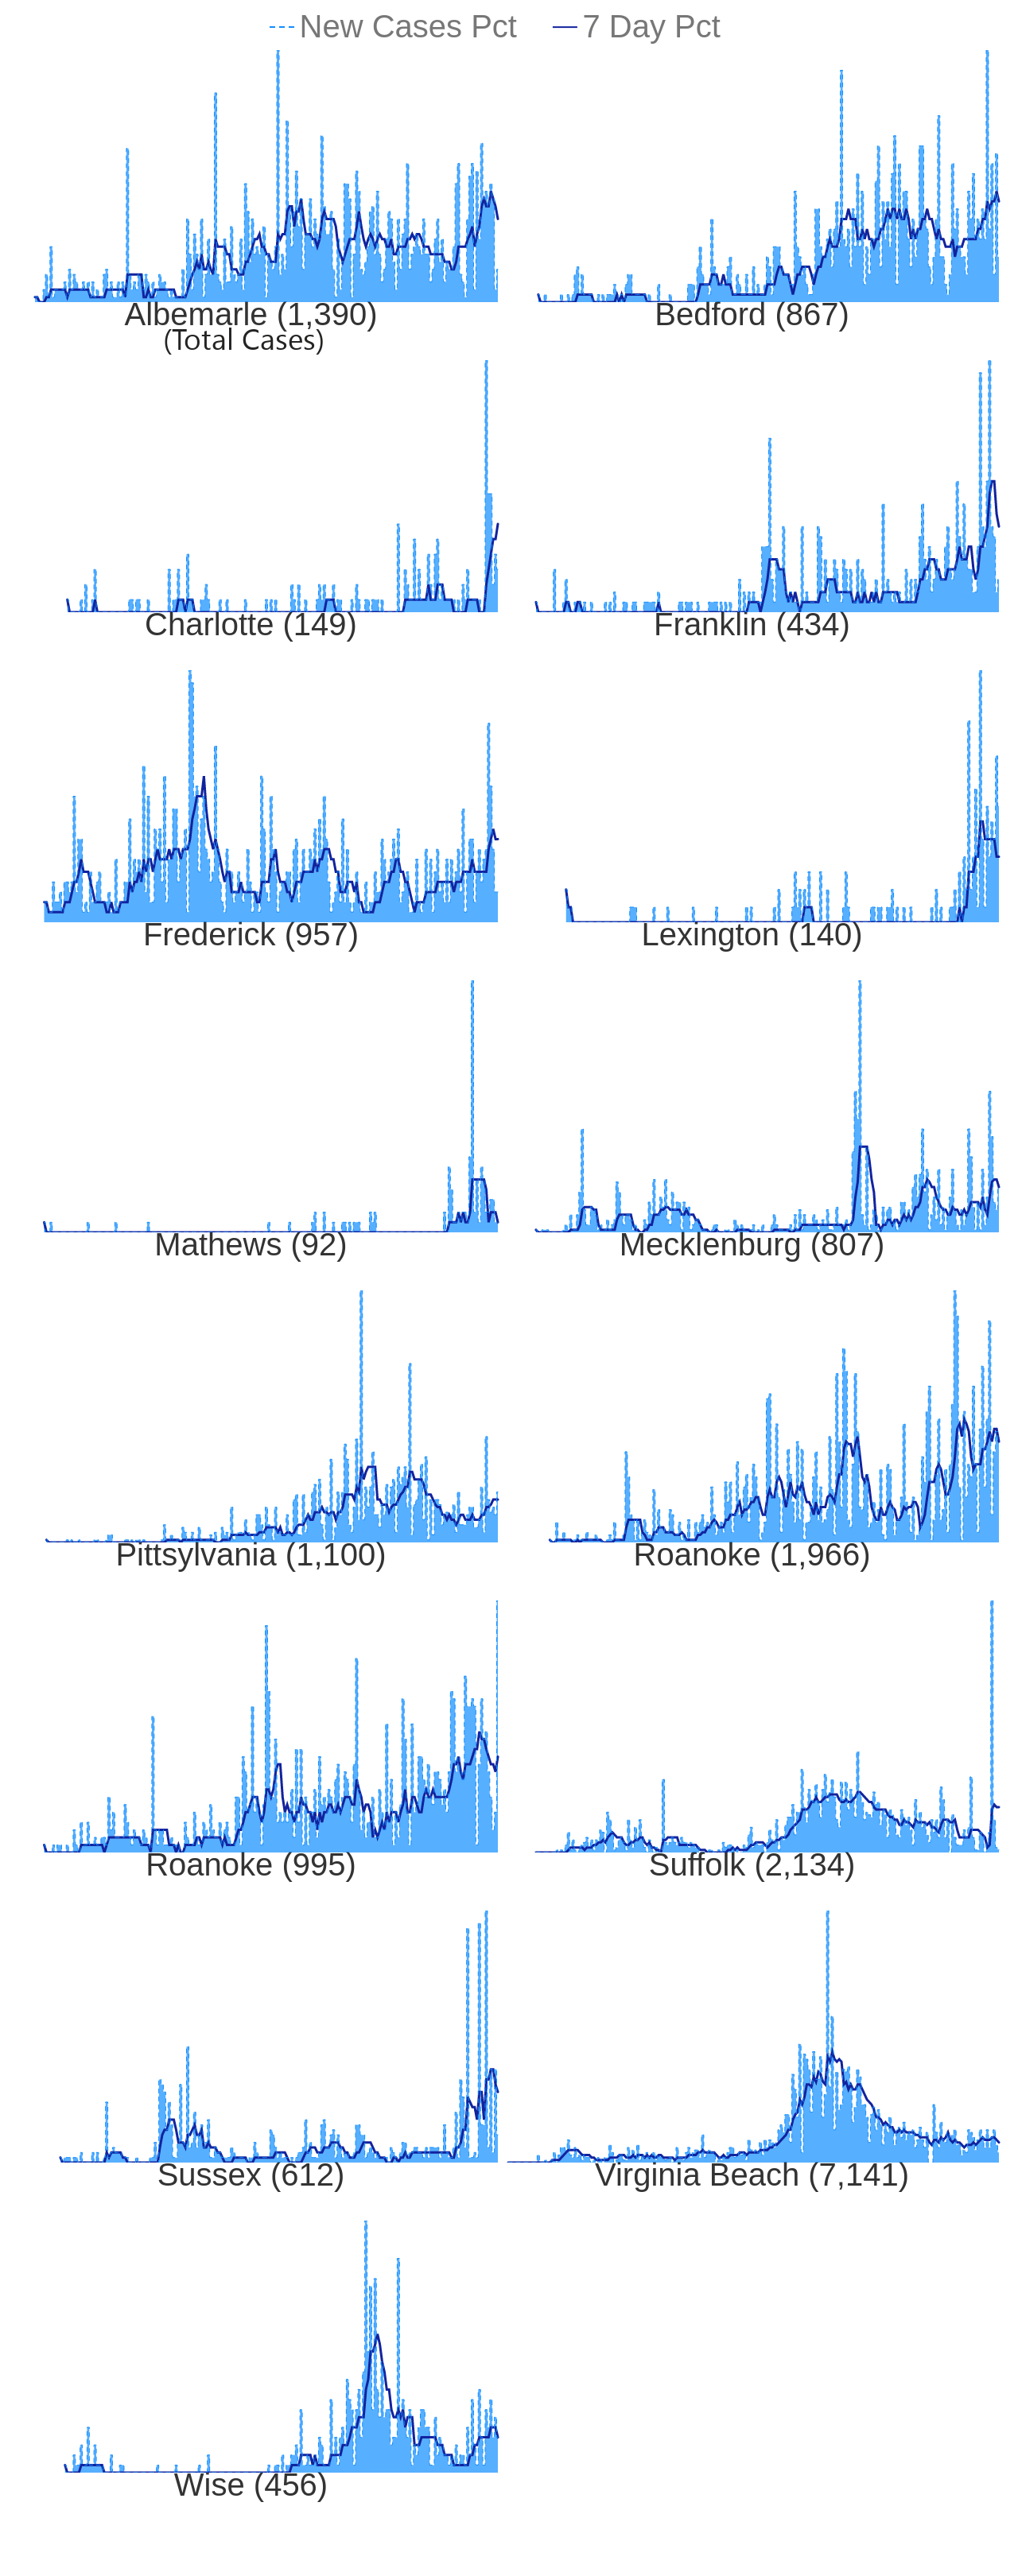 New Cases Pct 7 Day Pct
Albemarle (1,390) Bedford (867)
(Total Cases)
Charlotte (149) Franklin (434)
Frederick (957) Lexington (140)
Mathews (92) Mecklenburg (807)
Pittsylvania (1,100) Roanoke (1,966)
Roanoke (995) Suffolk (2,134)
Sussex (612) Virginia Beach (7,141)
Wise (456)